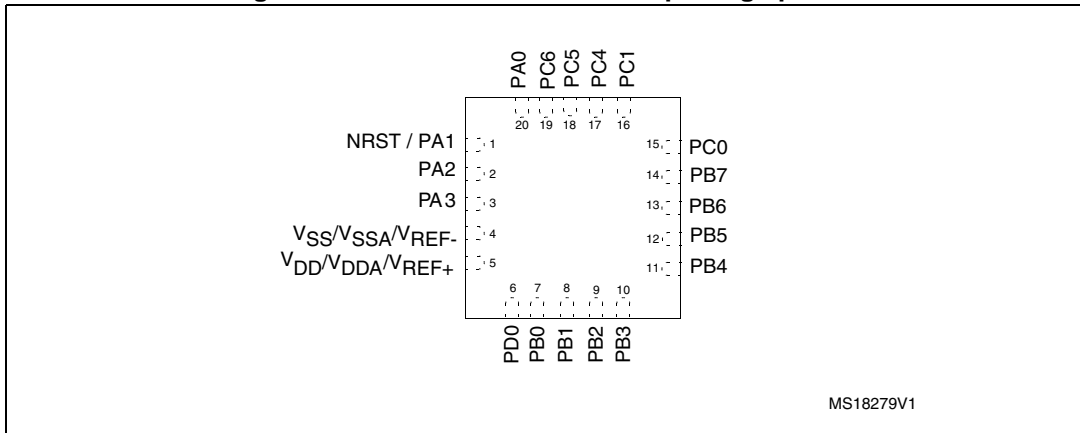 PA0
PC6
PC5
PC4
PC1
20 19 18 17 16
NRST / PA1 1
PA2 2
PA3 3
VSS/VSSA/VREF- 4
VDD/VDDA/VREF+ 5
15 PC0
14 PB7
13 PB6
12 PB5
11 PB4
6 7 8 9 10
PD0
PB0
PB1
PB2
PB3
MS18279V1